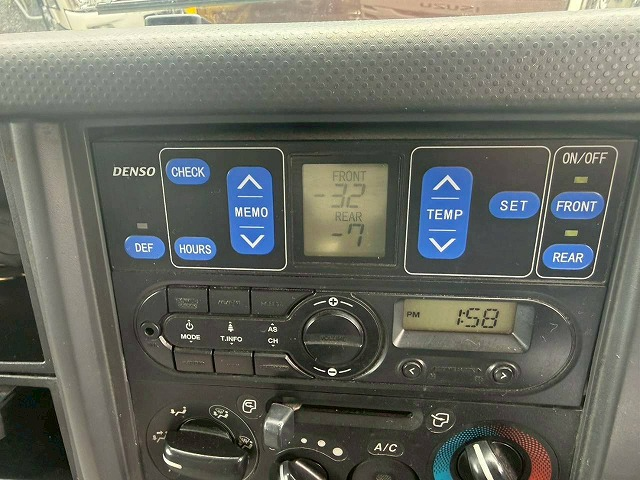 ISUZU
DENSO
CHECK
MEMO
DEF
HOURS
FRONT
-32
REAR
-7
TEMP
SET
ON/OFF
FRONT
REAR
MODE
T.INFO
AS
CH
PM 1:58
A/C